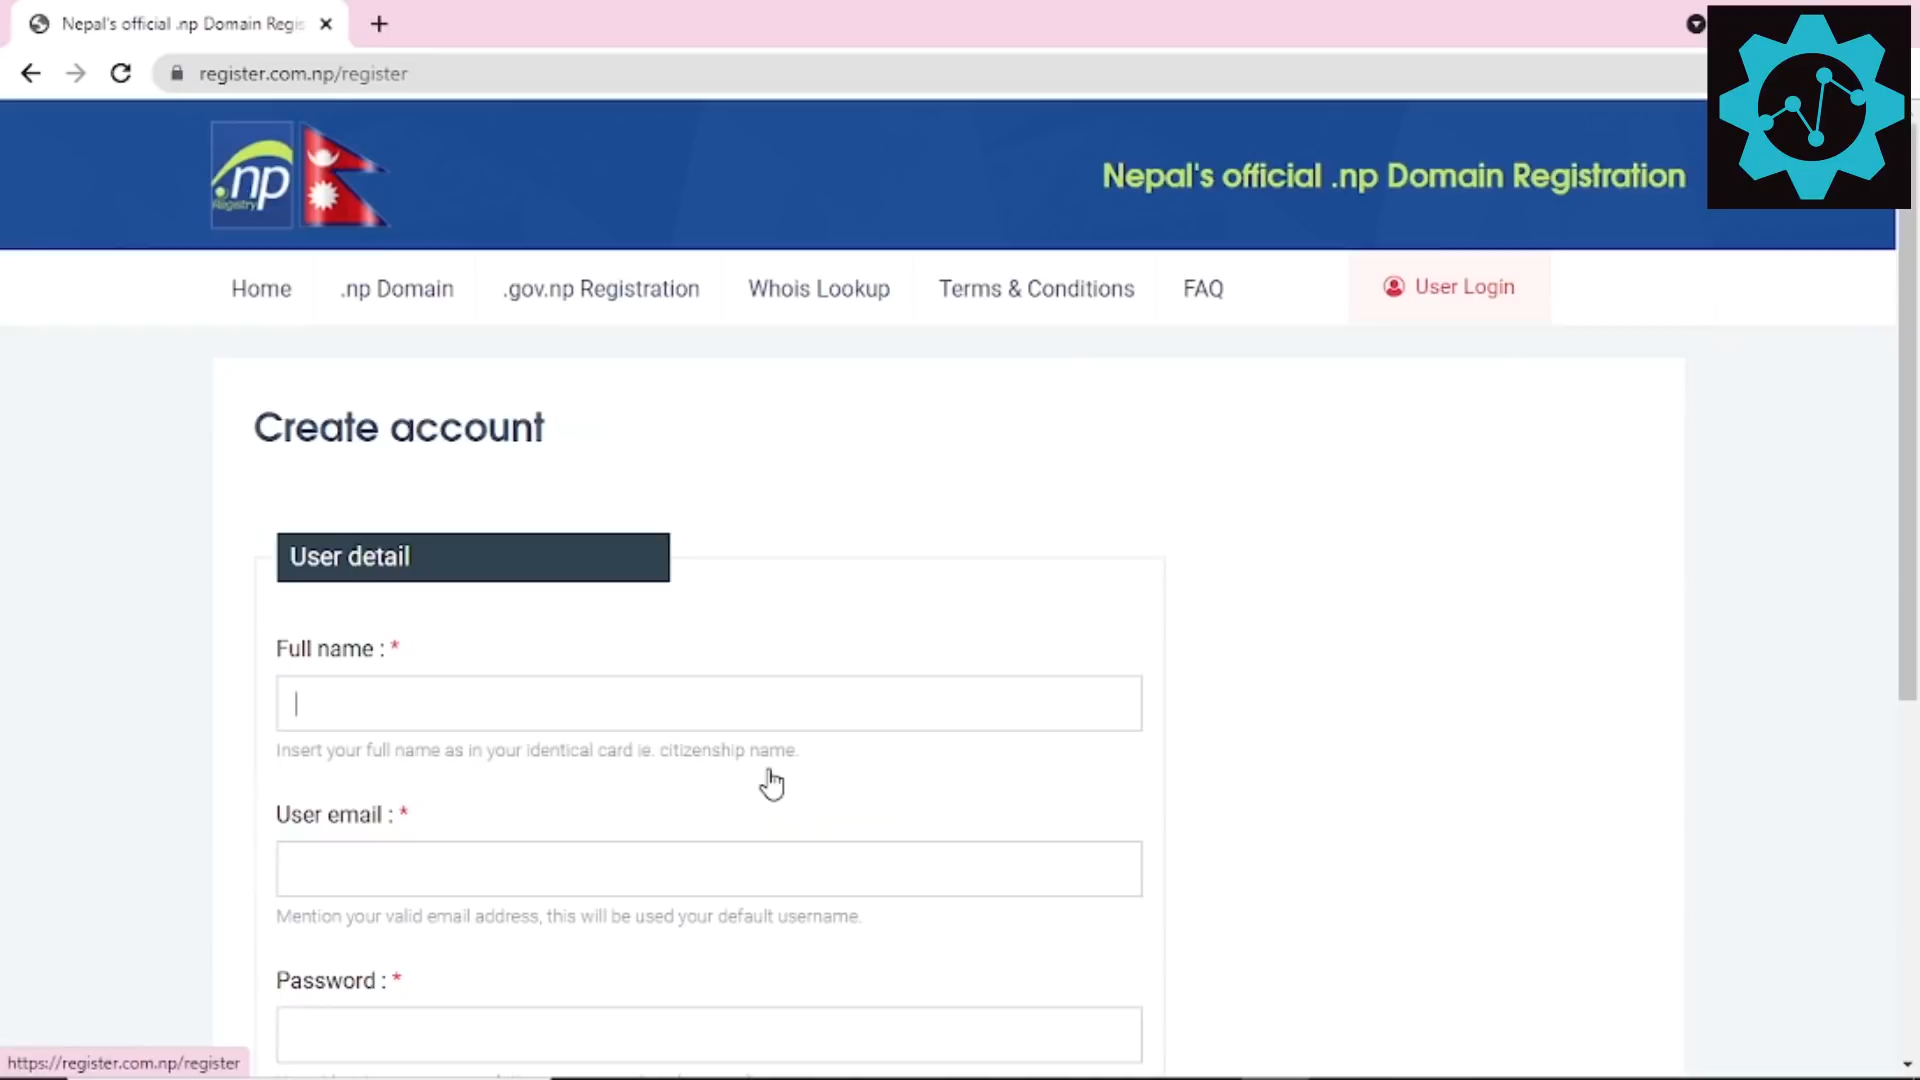 Nepal's official .np Domain Regis
register.com.np/register
.np
Registry
Nepal's official .np Domain Registration
Home
.np Domain
.gov.np Registration
Whois Lookup
Terms & Conditions
FAQ
User Login
Create account
User detail
Full name : *
Insert your full name as in your identical card ie. citizenship name.
User email : *
Mention your valid email address, this will be used your default username.
Password : *
https://register.com.np/register